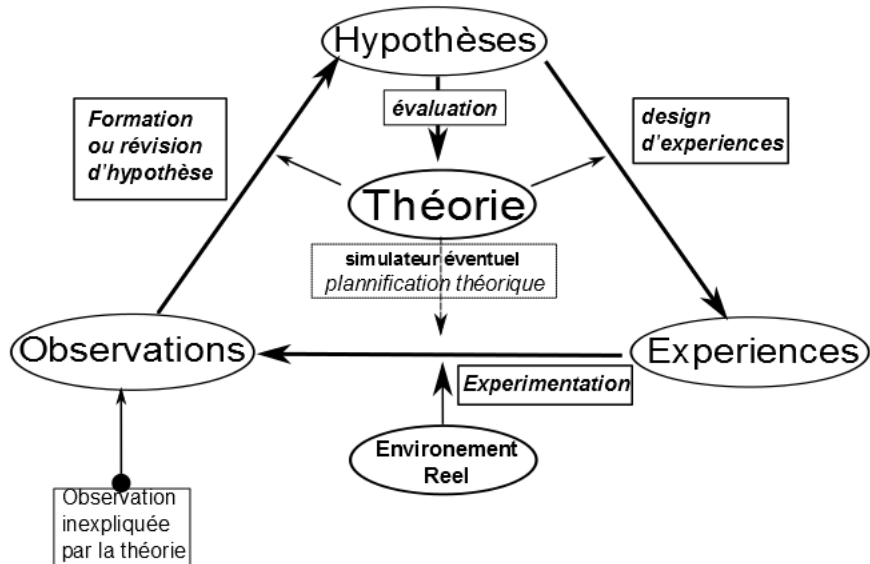 Hypothèses
évaluation
Formation
ou révision
d'hypothèse
design
d'experiences
Théorie
simulateur éventuel
plannification théorique
Observations
Experiences
Experimentation
Environement
Reel
Observation
inexpliquée
par la théorie